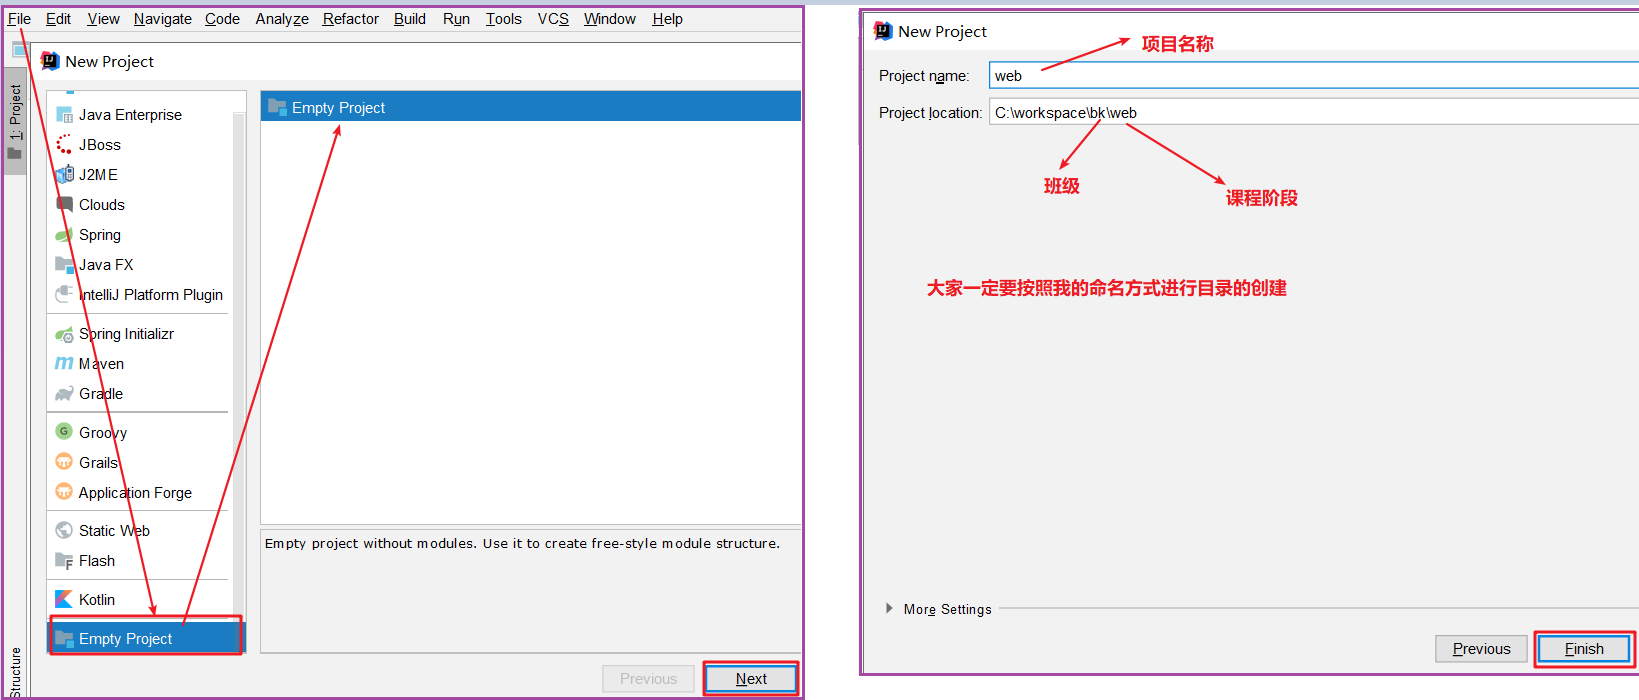 File Edit View Navigate Code Analyze Refactor Build Run Tools VCS Window Help
New Project
1: Project
Structure
Java Enterprise
JBoss
J2ME
Clouds
Spring
Java FX
IntelliJ Platform Plugin
Spring Initializr
Maven
Gradle
Groovy
Grails
Application Forge
Static Web
Flash
Kotlin
Empty Project
Empty Project
Empty project without modules. Use it to create free-style module structure.
Previous Next
New Project
项目名称
Project name: web
Project location: C:\workspace\bk\web
班级
课程阶段
大家一定要按照我的命名方式进行目录的创建
More Settings
Previous Finish